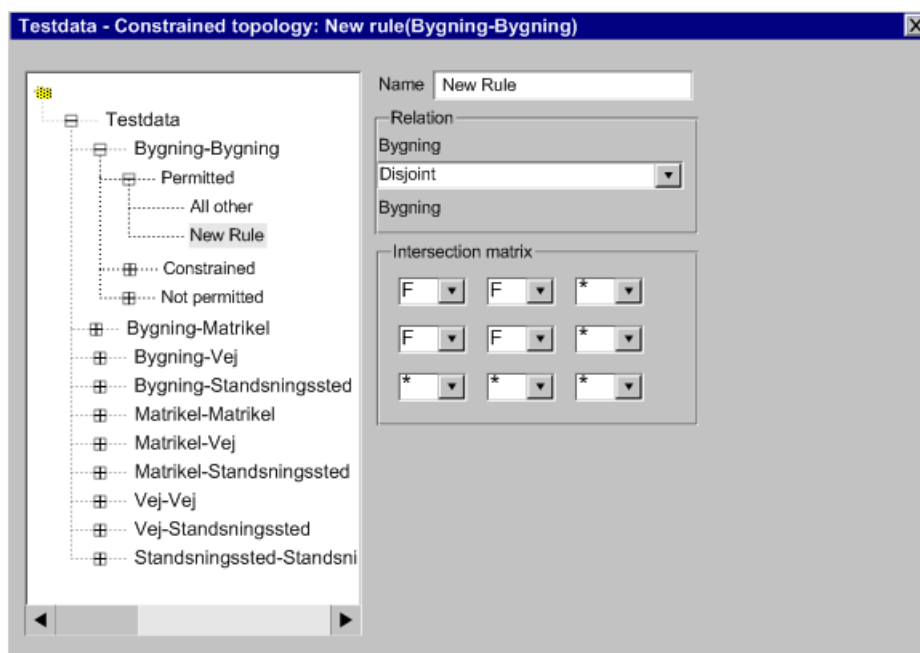 Testdata - Constrained topology: New rule(Bygning-Bygning)
Testdata
Bygning-Bygning
Permitted
All other
New Rule
Constrained
Not permitted
Bygning-Matrikel
Bygning-Vej
Bygning-Standsningssted
Matrikel-Matrikel
Matrikel-Vej
Matrikel-Standsningssted
Vej-Vej
Vej-Standsningssted
Standsningssted-Standsni
Name New Rule
Relation
Bygning
Disjoint
Bygning
Intersection matrix
F F *
F F *
* * *